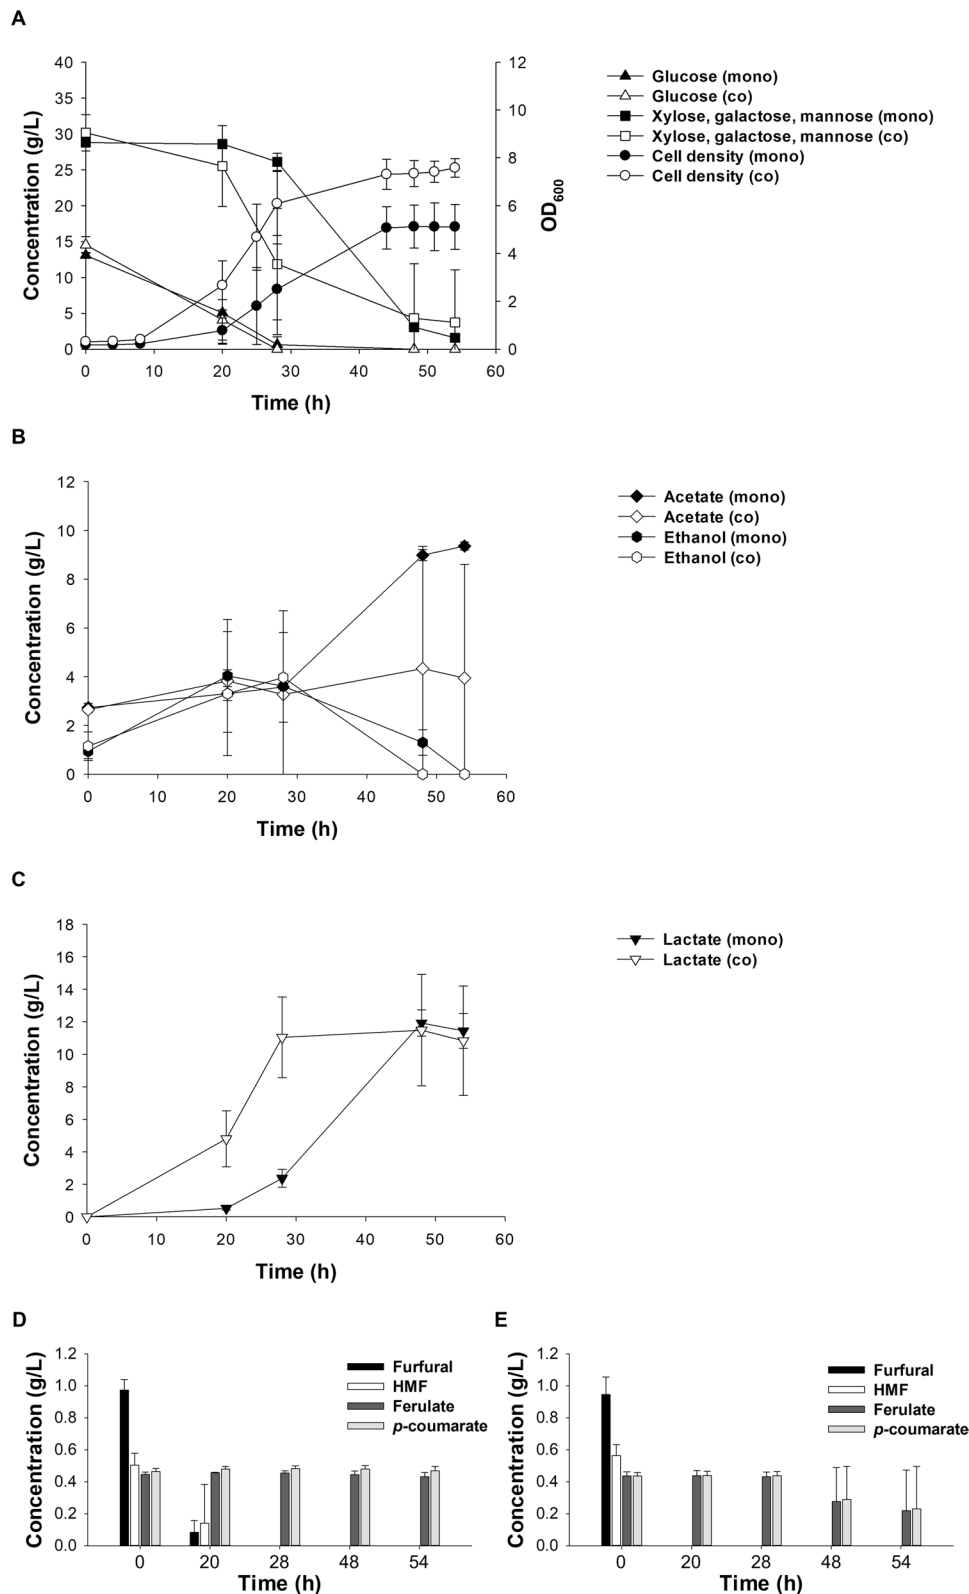 A
Concentration (g/L)
40
35
30
25
20
15
10
5
0
12
10
8
6
4
2
0
OD600
0 10 20 30 40 50 60
Time (h)
Glucose (mono)
Glucose (co)
Xylose, galactose, mannose (mono)
Xylose, galactose, mannose (co)
Cell density (mono)
Cell density (co)
B
Concentration (g/L)
12
10
8
6
4
2
0
0 10 20 30 40 50 60
Time (h)
Acetate (mono)
Acetate (co)
Ethanol (mono)
Ethanol (co)
C
Concentration (g/L)
18
16
14
12
10
8
6
4
2
0
0 10 20 30 40 50 60
Time (h)
Lactate (mono)
Lactate (co)
D
Concentration (g/L)
1.2
1.0
0.8
0.6
0.4
0.2
0.0
0 20 28 48 54
Time (h)
Furfural
HMF
Ferulate
p-coumarate
E
Concentration (g/L)
1.2
1.0
0.8
0.6
0.4
0.2
0.0
0 20 28 48 54
Time (h)
Furfural
HMF
Ferulate
p-coumarate